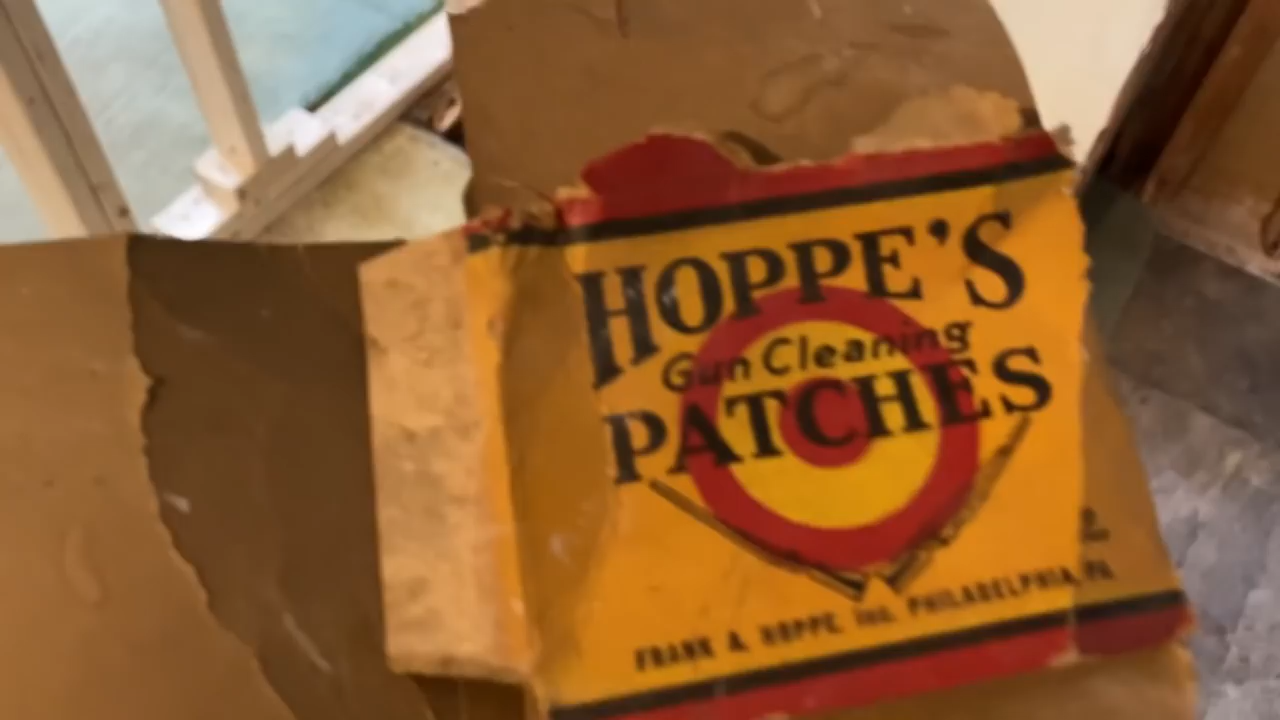 HOPPE'S
Gun Cleaning
PATCHES
FRANK A. HOPPE, Inc. PHILADELPHIA, PA